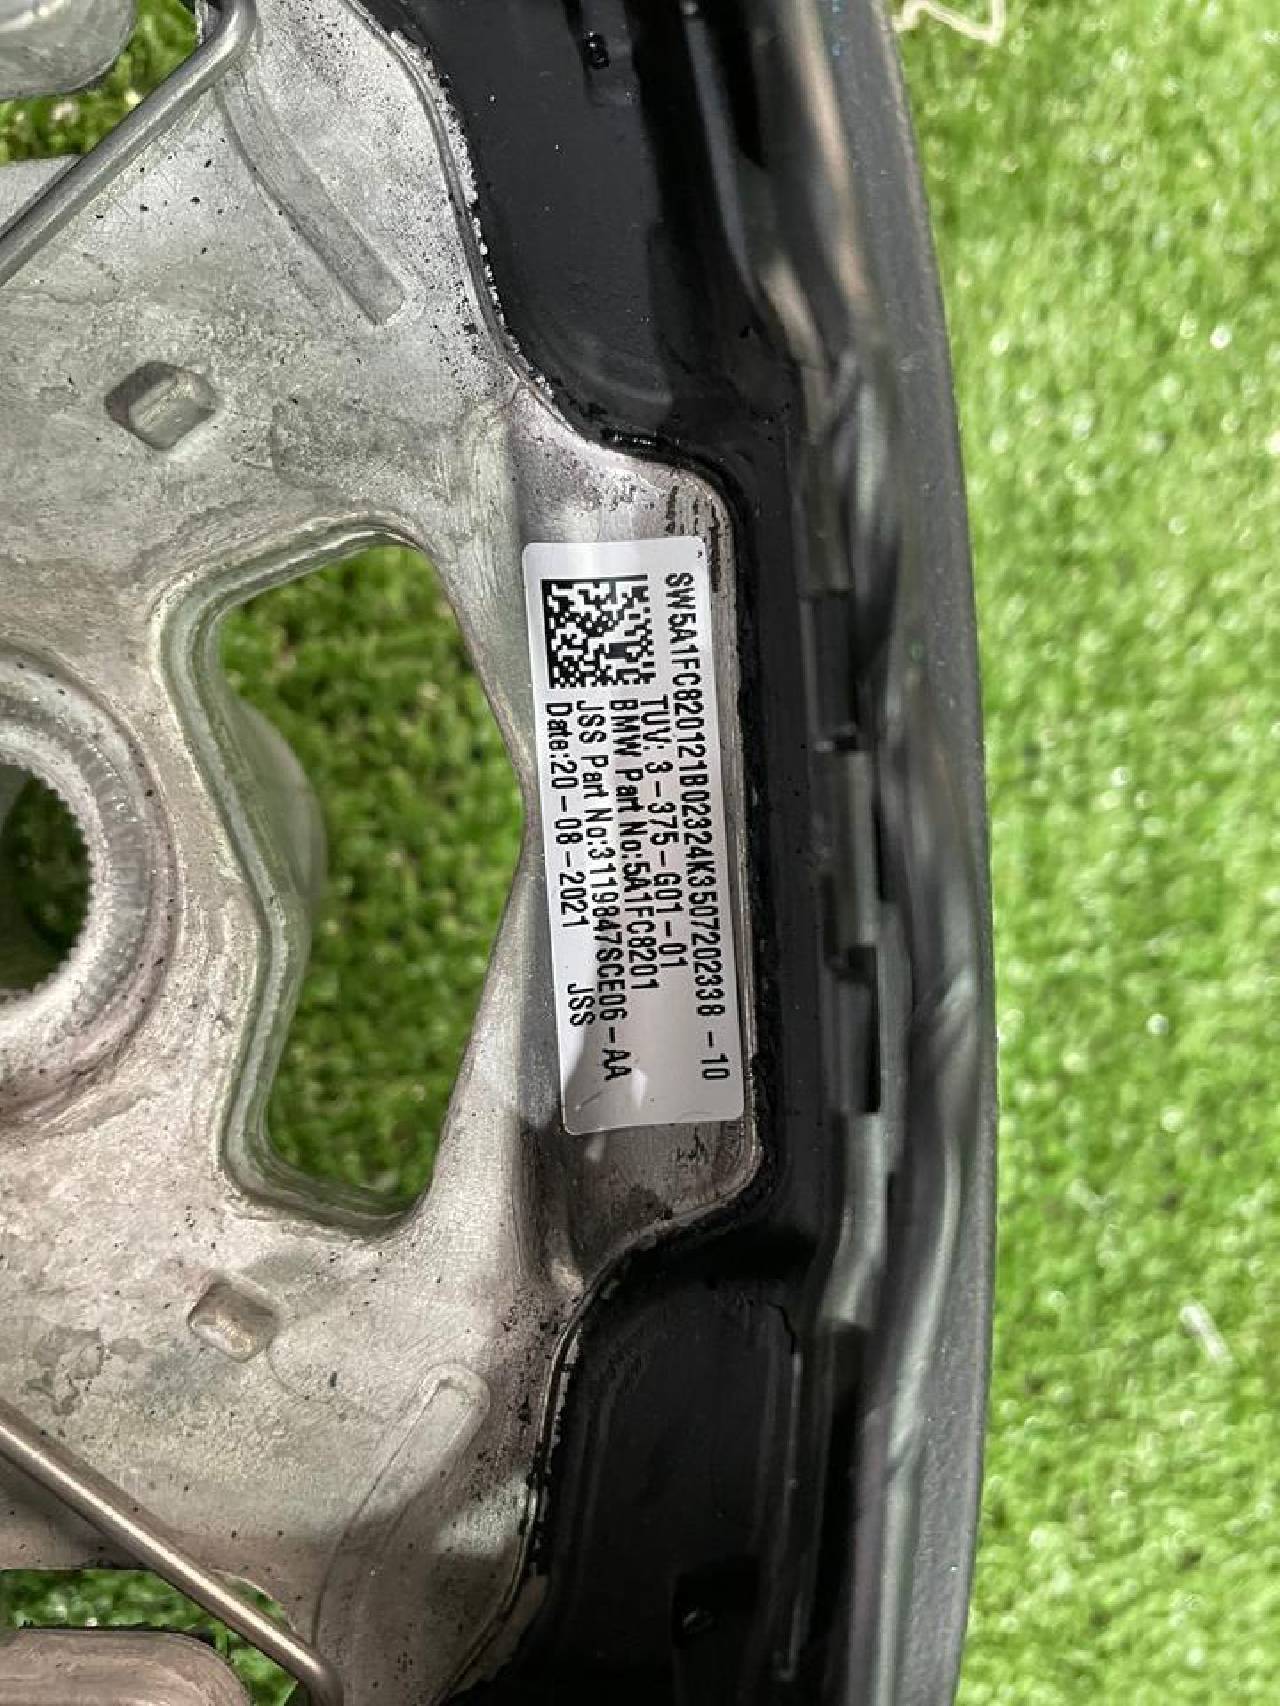 SW5A1FC820121B02324K3507202338-10
TUV: 3-375-G01-01
BMW Part No:5A1FC8201
JSS Part No:3119847SCE06-AA
Date:20-08-2021 JSS